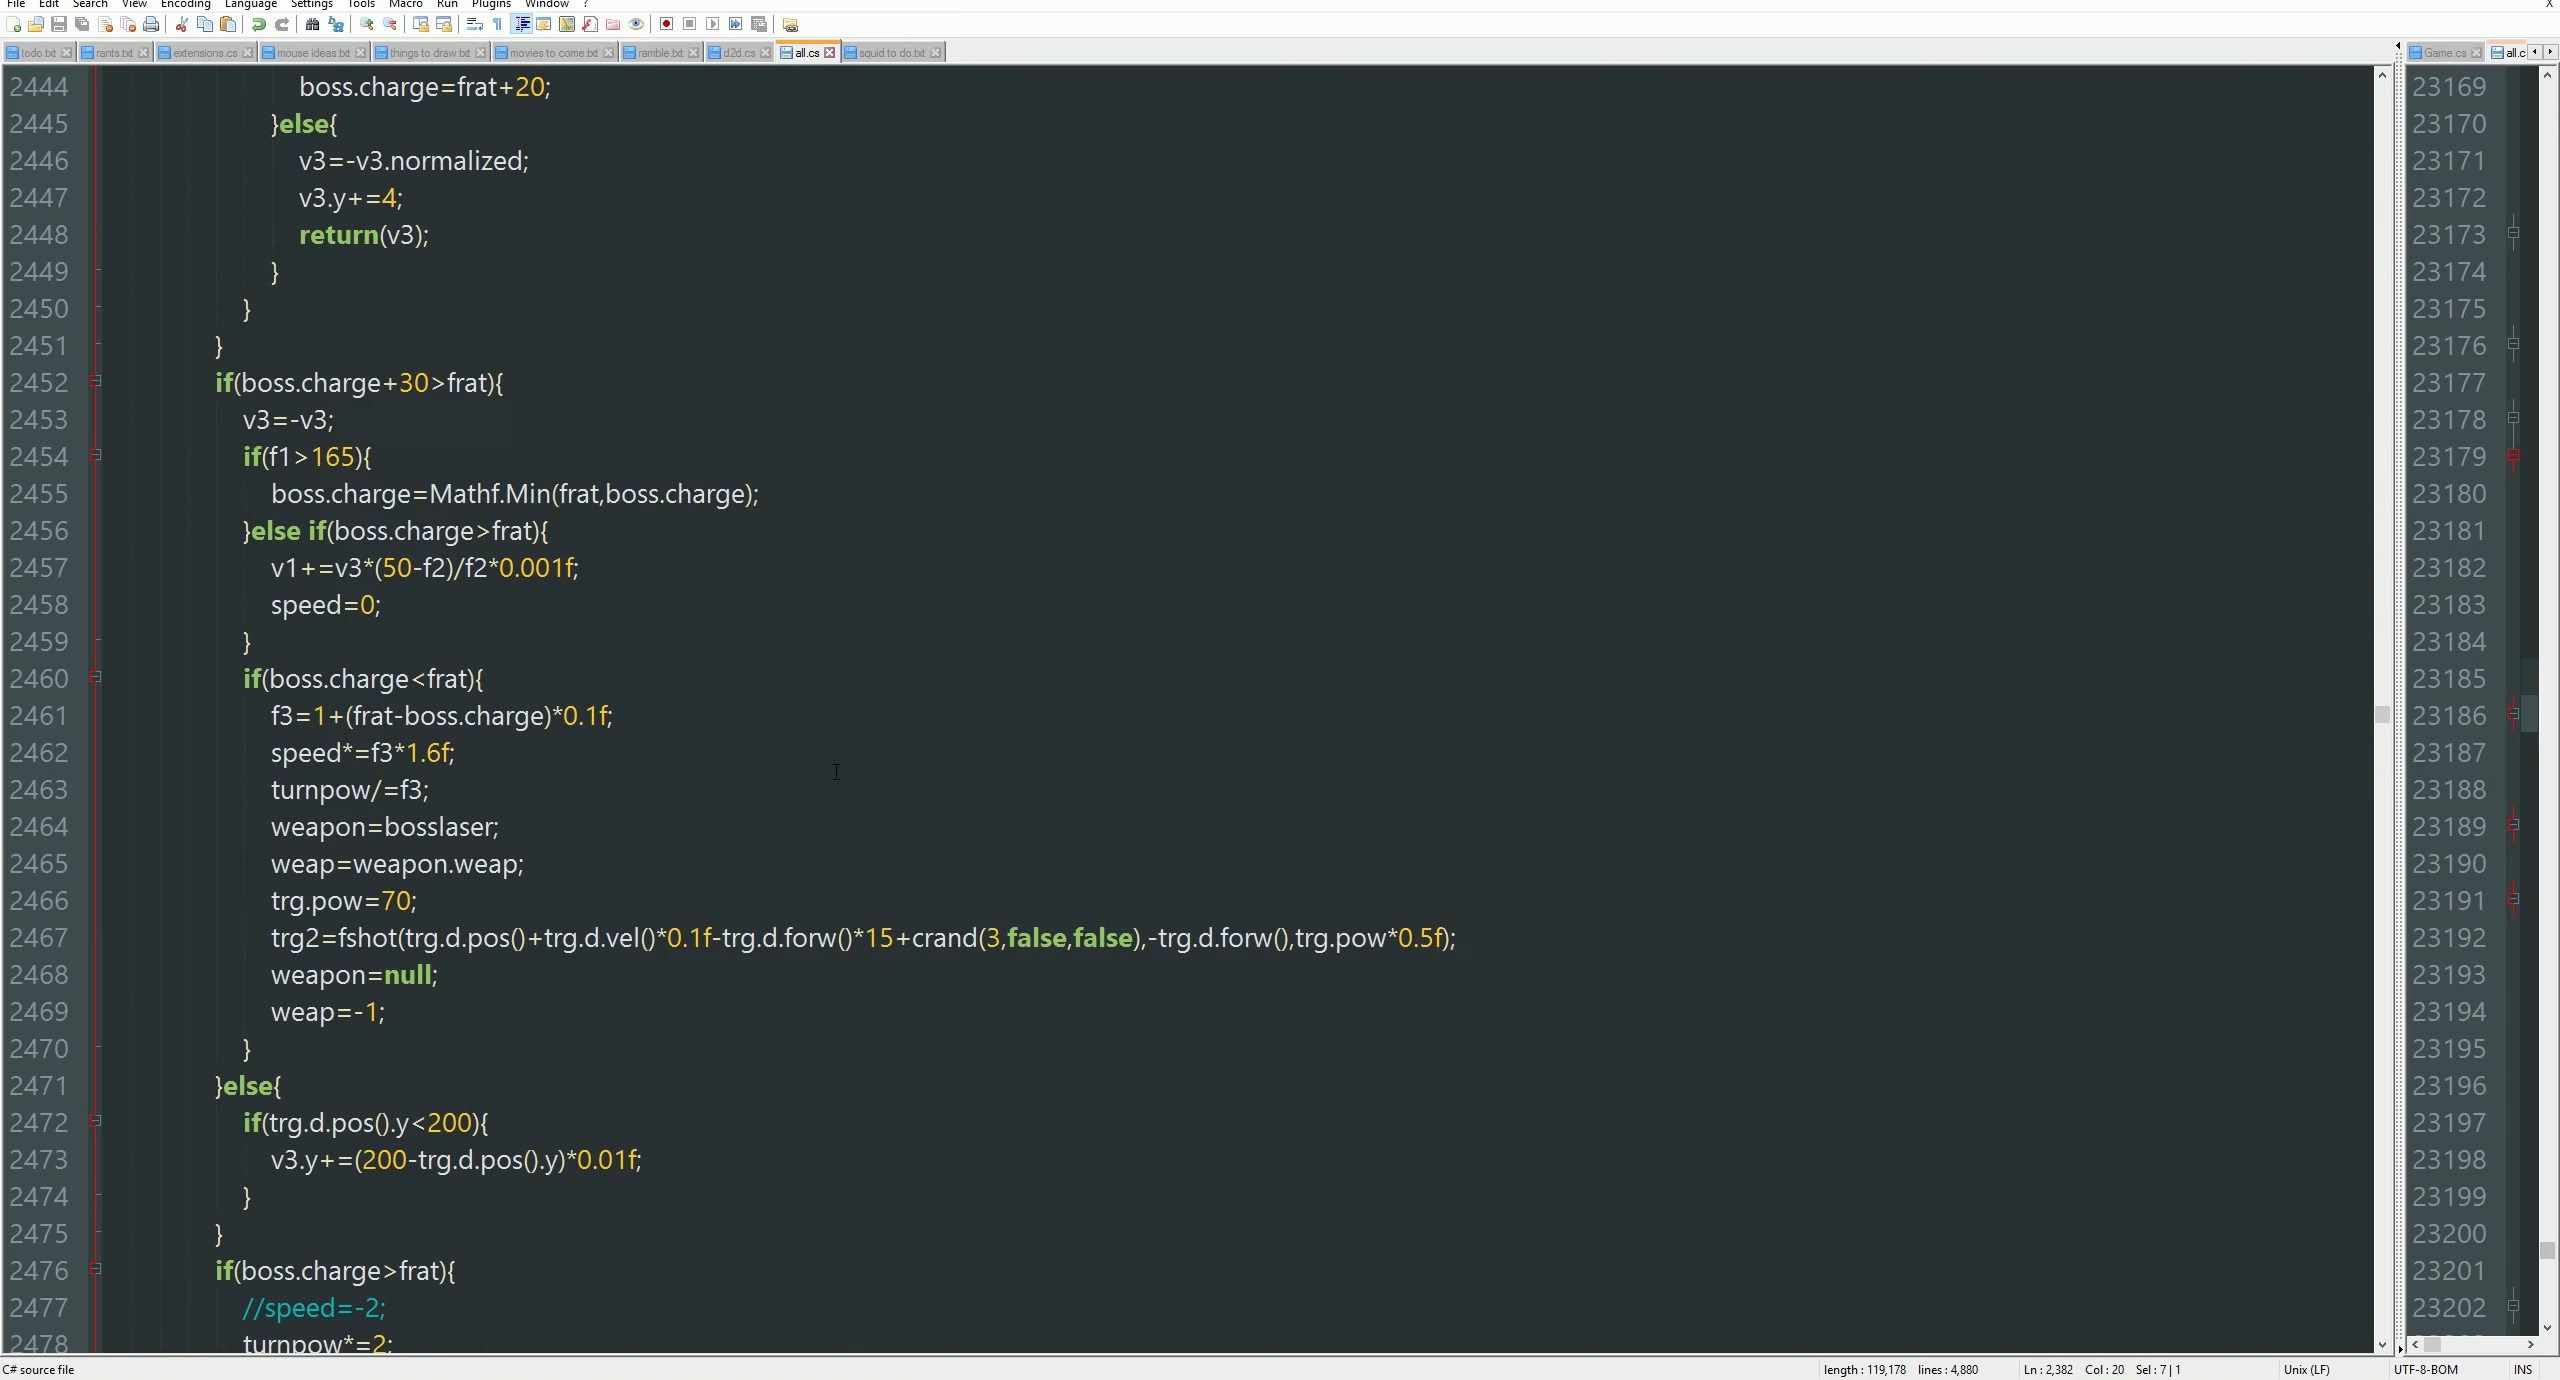 File Edit Search View Encoding Language Settings Tools Macro Run Plugins Window ? X
todo.txt rants.txt extensions cs mouse ideas.txt things to draw.txt movies to come.txt ramble.txt d2d.cs all.cs squid to do.txt Game.cs all.c
2444 boss.charge=frat+20;
2445 }else{
2446 v3=-v3.normalized;
2447 v3.y+=4;
2448 return(v3);
2449 }
2450 }
2451 }
2452 if(boss.charge+30>frat){
2453 v3=-v3;
2454 if(f1>165){
2455 boss.charge=Mathf.Min(frat,boss.charge);
2456 }else if(boss.charge>frat){
2457 v1+=v3*(50-f2)/f2*0.001f;
2458 speed=0;
2459 }
2460 if(boss.charge<frat){
2461 f3=1+(frat-boss.charge)*0.1f;
2462 speed*=f3*1.6f;
2463 turnpow/=f3;
2464 weapon=bosslaser;
2465 weap=weapon.weap;
2466 trg.pow=70;
2467 trg2=fshot(trg.d.pos()+trg.d.vel()*0.1f-trg.d.forw()*15+crand(3,false,false),-trg.d.forw(),trg.pow*0.5f);
2468 weapon=null;
2469 weap=-1;
2470 }
2471 }else{
2472 if(trg.d.pos().y<200){
2473 v3.y+=(200-trg.d.pos().y)*0.01f;
2474 }
2475 }
2476 if(boss.charge>frat){
2477 //speed=-2;
2478 turnpow*=2;
23169
23170
23171
23172
23173
23174
23175
23176
23177
23178
23179
23180
23181
23182
23183
23184
23185
23186
23187
23188
23189
23190
23191
23192
23193
23194
23195
23196
23197
23198
23199
23200
23201
23202
C# source file length : 119,178 lines : 4,880 Ln : 2,382 Col : 20 Sel : 7 | 1 Unix (LF) UTF-8-BOM INS